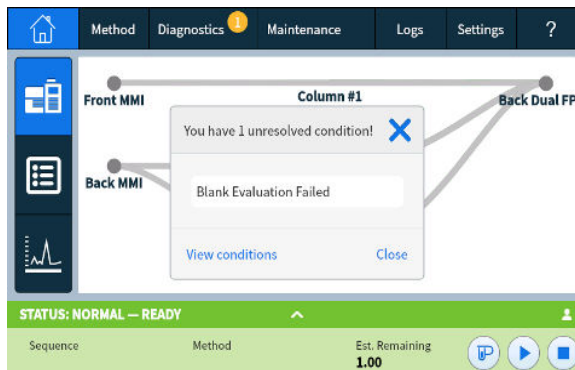 Method Diagnostics 1 Maintenance Logs Settings ?
Front MMI
Column #1
Back Dual FP
You have 1 unresolved condition!
Back MMI
Blank Evaluation Failed
View conditions Close
STATUS: NORMAL — READY
Sequence Method Est. Remaining
1.00